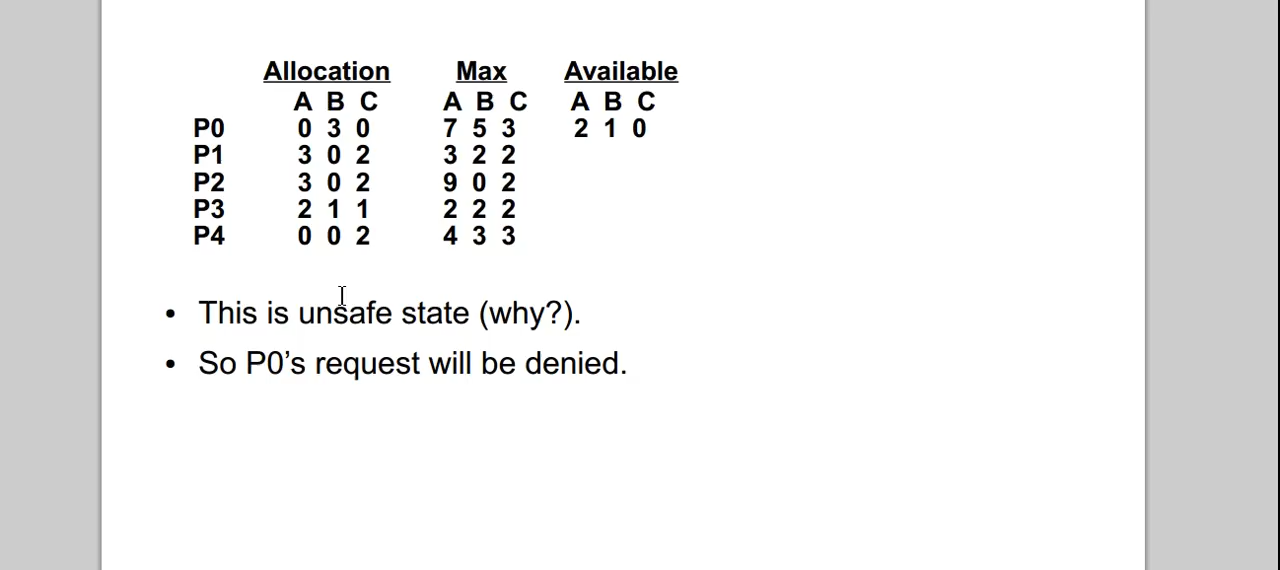 Allocation Max Available
A B C A B C A B C
P0 0 3 0 7 5 3 2 1 0
P1 3 0 2 3 2 2
P2 3 0 2 9 0 2
P3 2 1 1 2 2 2
P4 0 0 2 4 3 3
• This is unsafe state (why?).
• So P0’s request will be denied.